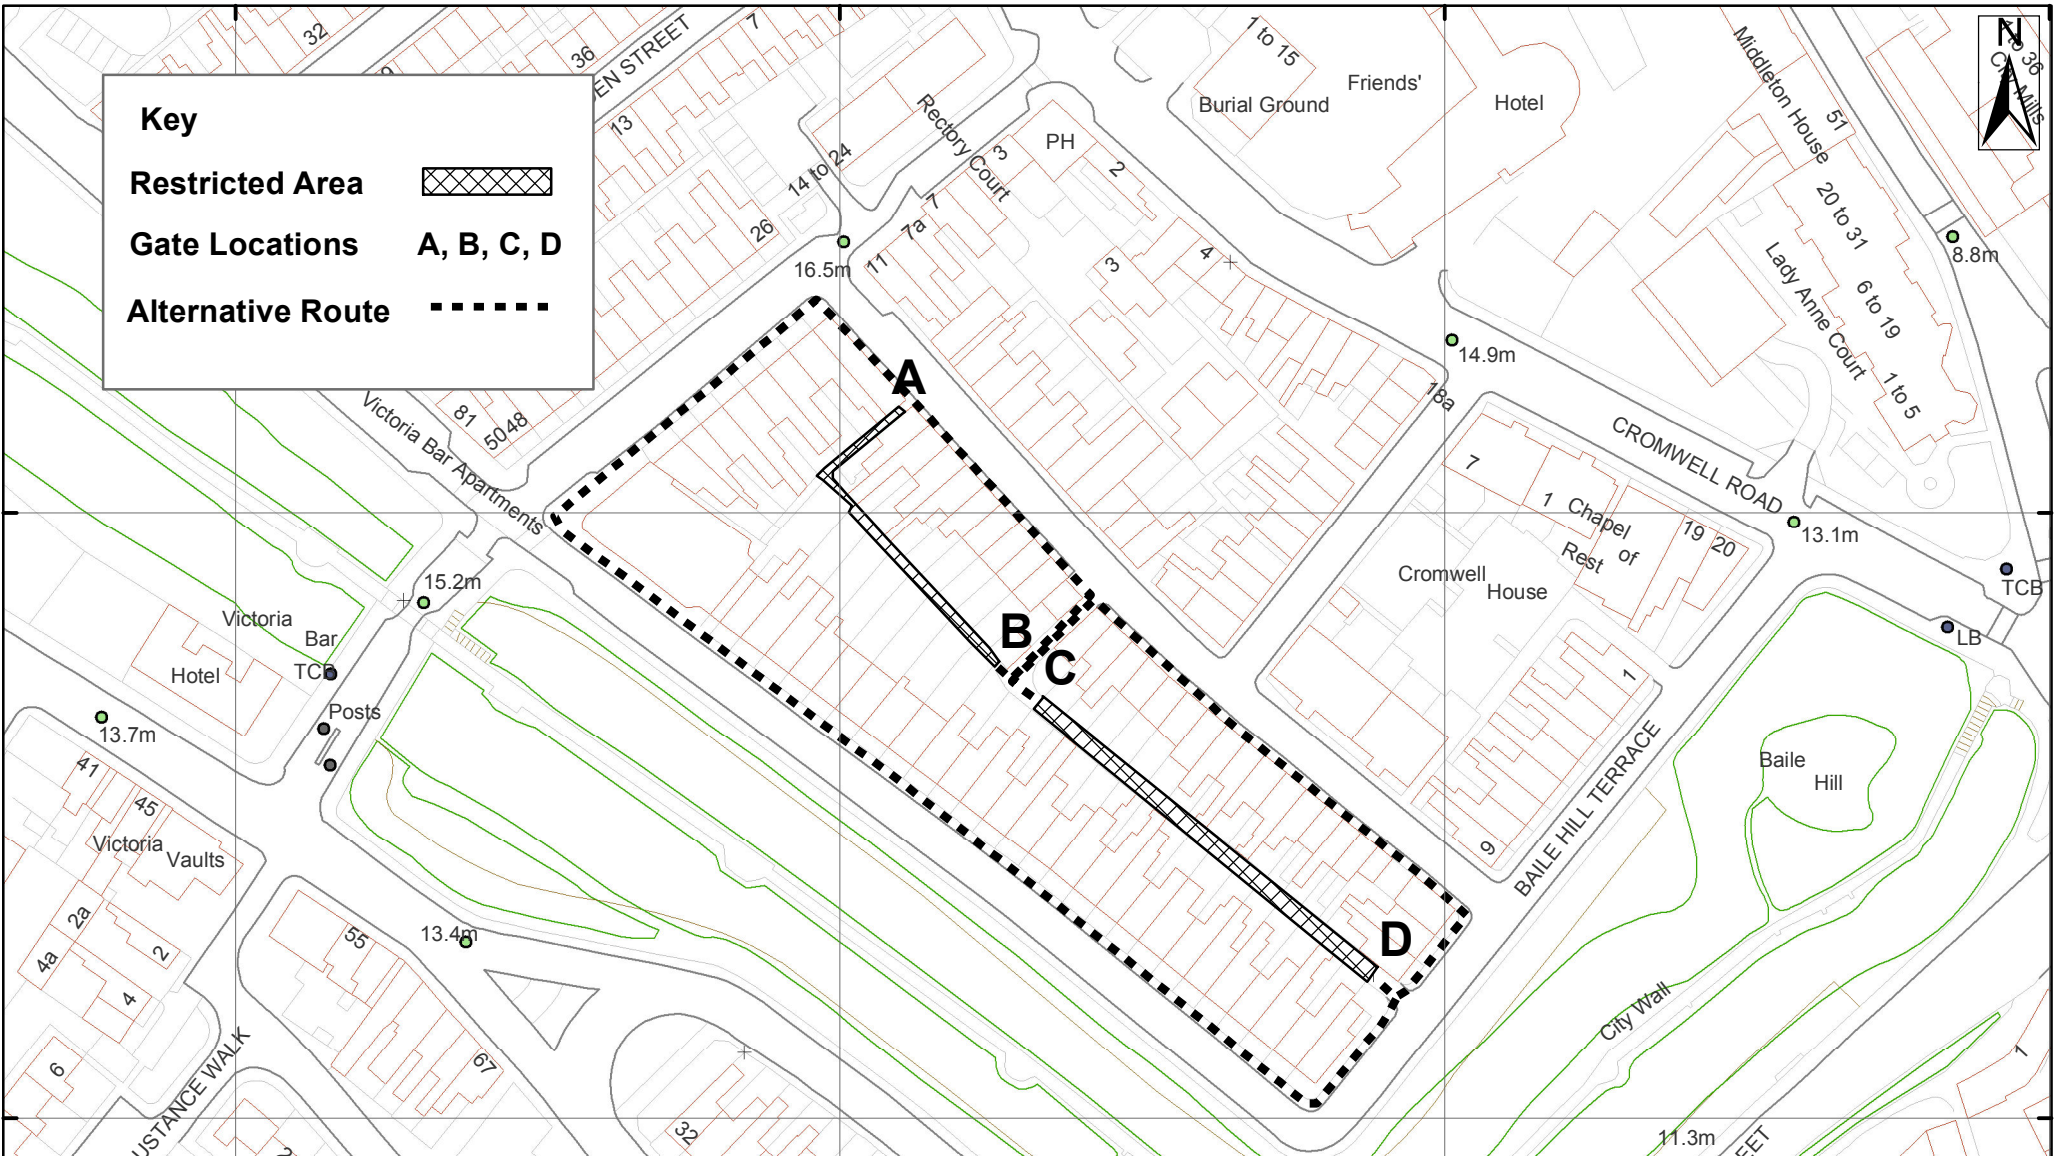 Key
Restricted Area
Gate Locations A, B, C, D
Alternative Route
32
36
7
EN STREET
13
14 to 24
26
Rectory Court
3
PH
2
7
7a
11
16.5m
3
4
1 to 15
Friends'
Burial Ground
Hotel
Middleton House
51
N
20 to 31
6 to 19
Lady Anne Court
1 to 5
8.8m
14.9m
18a
CROMWELL ROAD
13.1m
TCB
LB
7
1
Chapel
of
Rest
19
20
Cromwell
House
1
9
BAILE HILL TERRACE
Baile
Hill
City Wall
81
50
48
Victoria Bar Apartments
15.2m
Victoria
Bar
TCB
Hotel
Posts
13.7m
41
45
Victoria
Vaults
2a
4a
2
4
6
55
13.4m
67
USTANCE WALK
32
A
B
C
D
11.3m
EET
1